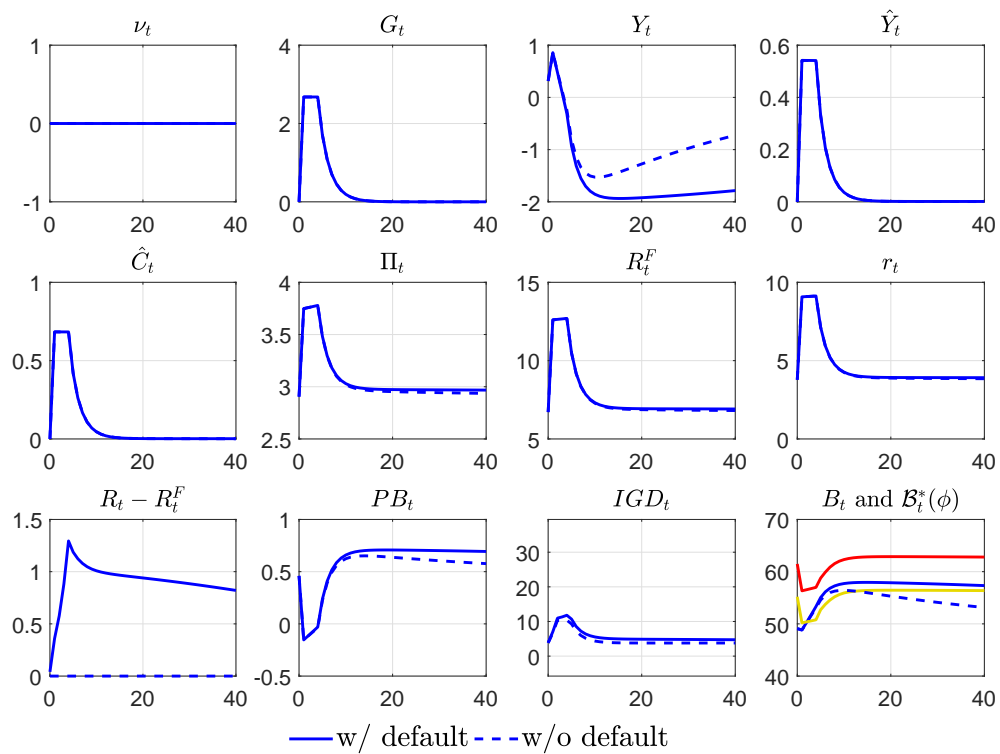 ν_t G_t Y_t Ŷ_t
1 4 1 0.6
0 2 0 0.4
-1 0.2
-1 0 -2 0
0 20 40 0 20 40 0 20 40 0 20 40
Ĉ_t Π_t R_t^F r_t
1 4 15 10
3.5
0.5 10 5
3
0 2.5 5 0
0 20 40 0 20 40 0 20 40 0 20 40
R_t − R_t^F PB_t IGD_t B_t and 𝓑_t^*(ϕ)
1.5 1 70
30
1 0.5 60
20
0.5 0 10 50
0 -0.5 0 40
0 20 40 0 20 40 0 20 40 0 20 40
w/ default w/o default